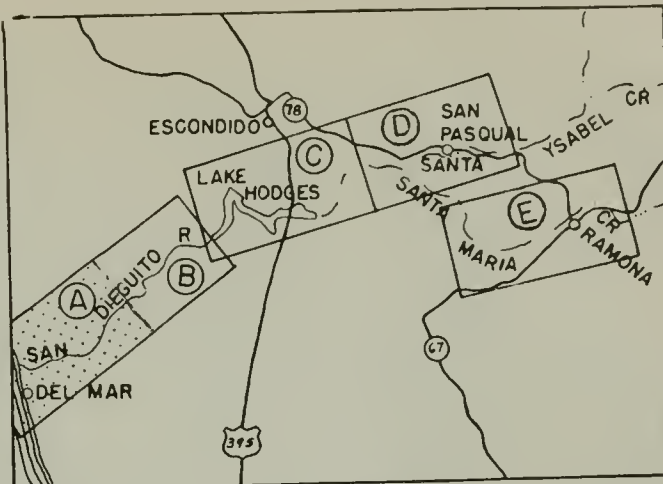 78
ESCONDIDO
D
SAN
PASQUAL
SANTA
YSABEL CR
C
LAKE
HODGES
SANTA
MARIA
CR
E
RAMONA
R
B
A
SAN
DIEGUITO
DEL MAR
67
395